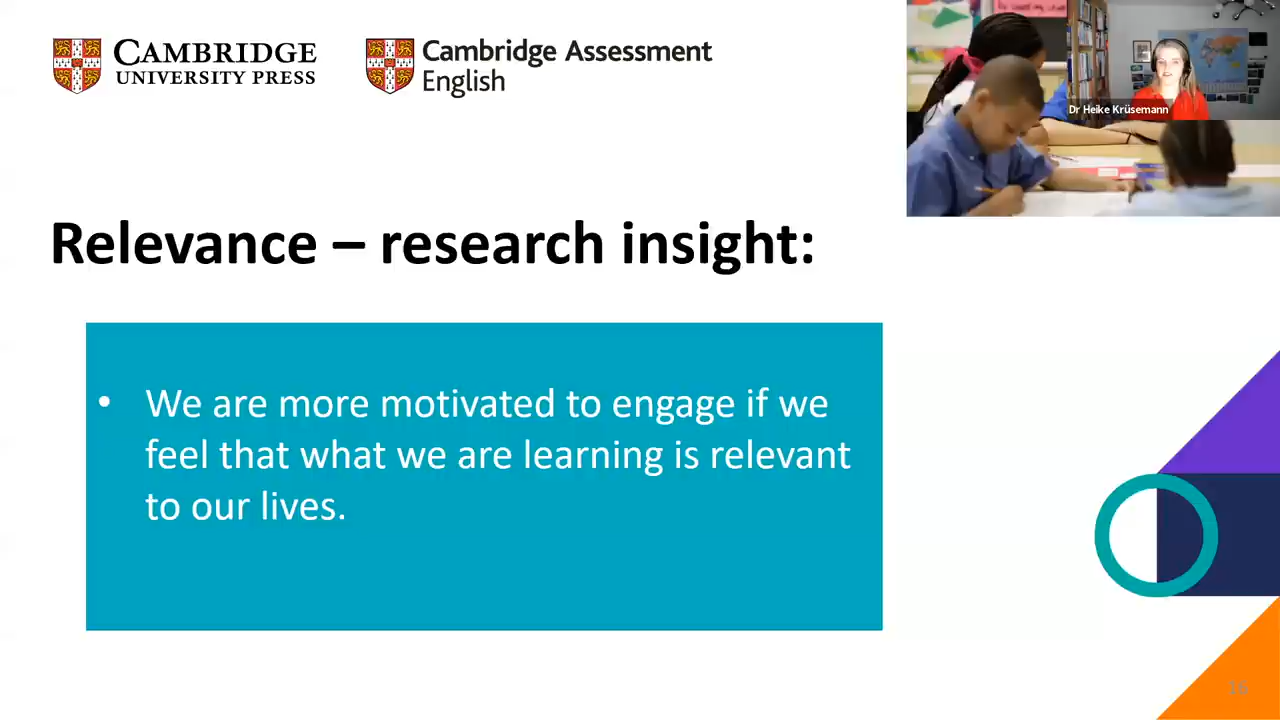 CAMBRIDGE
UNIVERSITY PRESS
Cambridge Assessment
English
Dr Heike Krüsemann
Relevance – research insight:
• We are more motivated to engage if we
feel that what we are learning is relevant
to our lives.
16